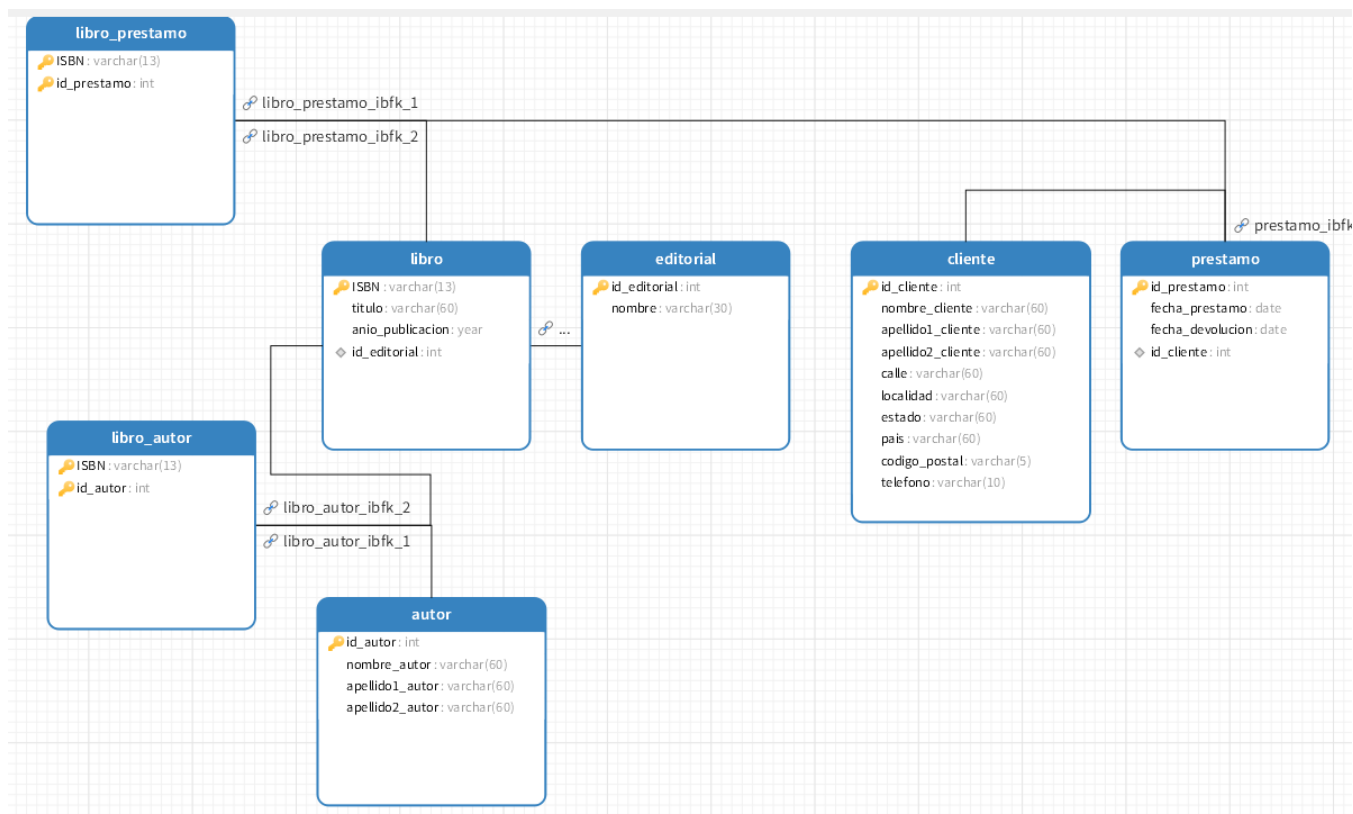 libro_prestamo
ISBN : varchar(13)
id_prestamo : int
libro_prestamo_ibfk_1
libro_prestamo_ibfk_2
prestamo_ibfk
libro
ISBN : varchar(13)
titulo : varchar(60)
anio_publicacion : year
id_editorial : int
...
editorial
id_editorial : int
nombre : varchar(30)
cliente
id_cliente : int
nombre_cliente : varchar(60)
apellido1_cliente : varchar(60)
apellido2_cliente : varchar(60)
calle : varchar(60)
localidad : varchar(60)
estado : varchar(60)
pais : varchar(60)
codigo_postal : varchar(5)
telefono : varchar(10)
prestamo
id_prestamo : int
fecha_prestamo : date
fecha_devolucion : date
id_cliente : int
libro_autor
ISBN : varchar(13)
id_autor : int
libro_autor_ibfk_2
libro_autor_ibfk_1
autor
id_autor : int
nombre_autor : varchar(60)
apellido1_autor : varchar(60)
apellido2_autor : varchar(60)